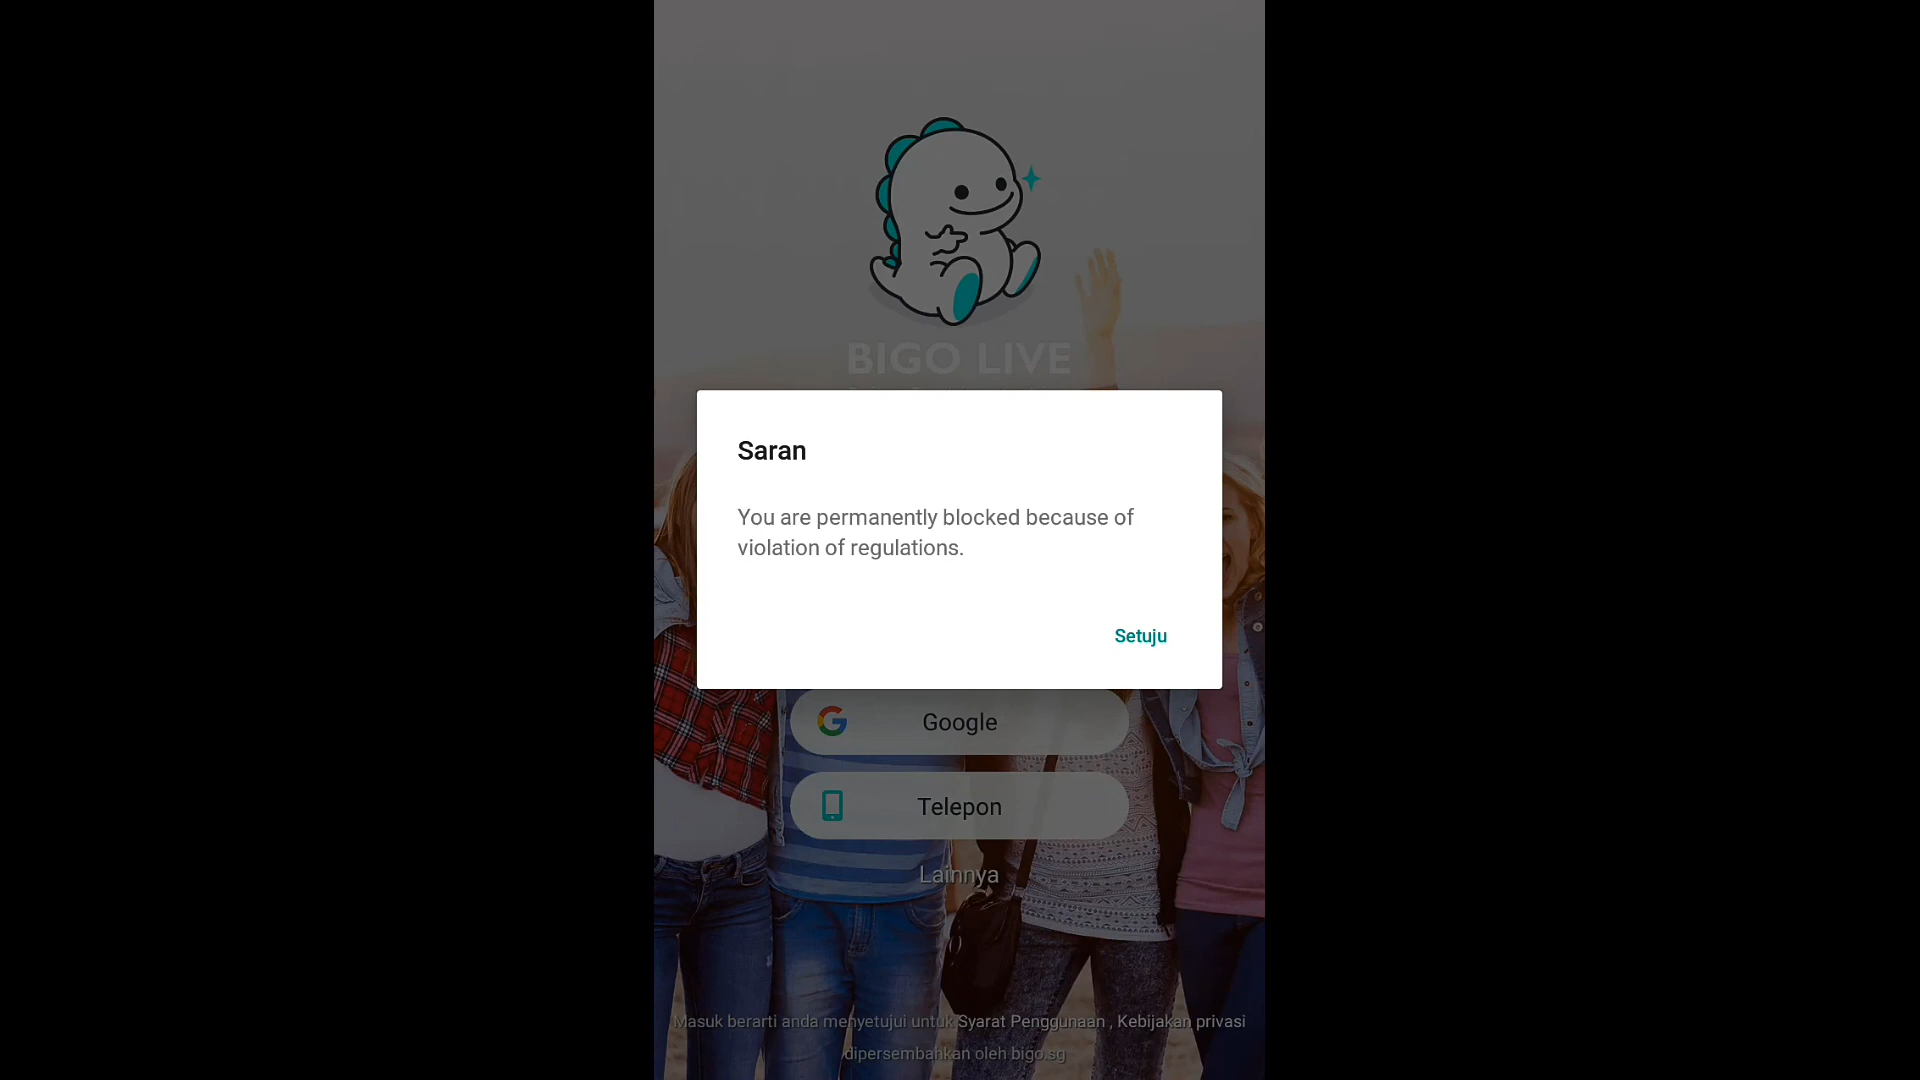 BIGO LIVE
Saran
You are permanently blocked because of
violation of regulations.
Setuju
Google
Telepon
Lainnya
Masuk berarti anda menyetujui untuk Syarat Penggunaan , Kebijakan privasi
dipersembahkan oleh bigo.sg